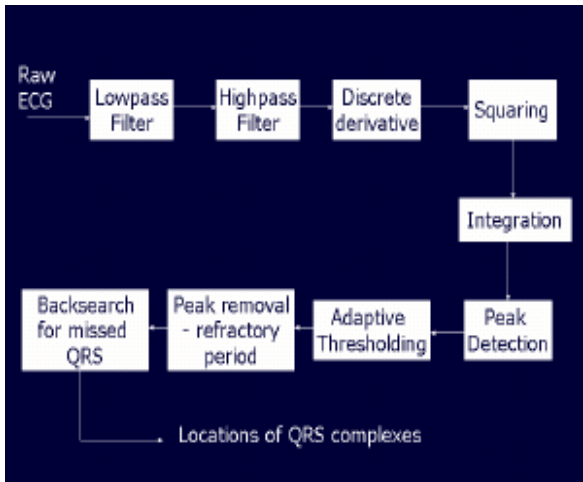 Raw
ECG
Lowpass
Filter
Highpass
Filter
Discrete
derivative
Squaring
Integration
Peak
Detection
Adaptive
Thresholding
Peak removal
- refractory
period
Backsearch
for missed
QRS
Locations of QRS complexes